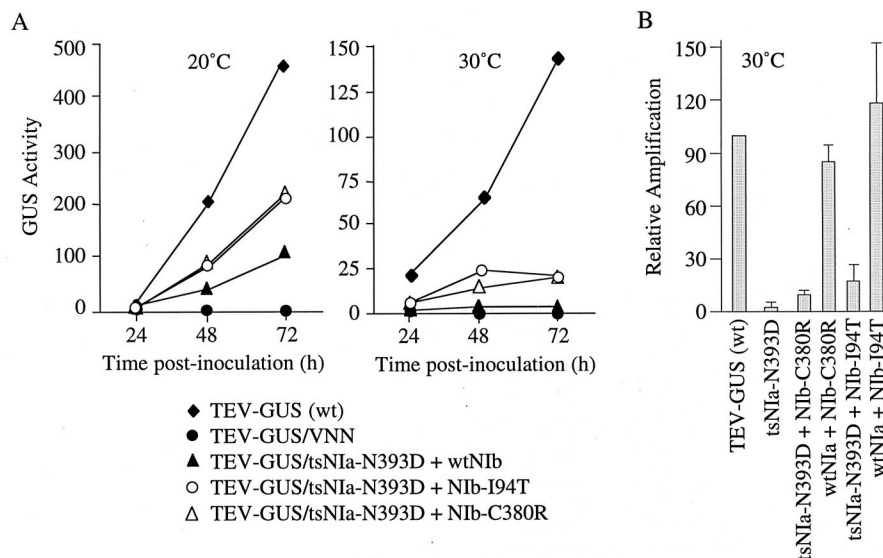 A
500
400
300
200
100
0
20°C
24
48
72
Time post-inoculation (h)
GUS Activity
150
125
100
75
50
25
0
30°C
24
48
72
Time post-inoculation (h)
◆ TEV-GUS (wt)
● TEV-GUS/VNN
▲ TEV-GUS/tsNIa-N393D + wtNIb
○ TEV-GUS/tsNIa-N393D + NIb-I94T
△ TEV-GUS/tsNIa-N393D + NIb-C380R
B
150
120
90
60
30
0
30°C
Relative Amplification
TEV-GUS (wt)
tsNIa-N393D
tsNIa-N393D + NIb-C380R
wtNIa + NIb-C380R
tsNIa-N393D + NIb-I94T
wtNIa + NIb-I94T